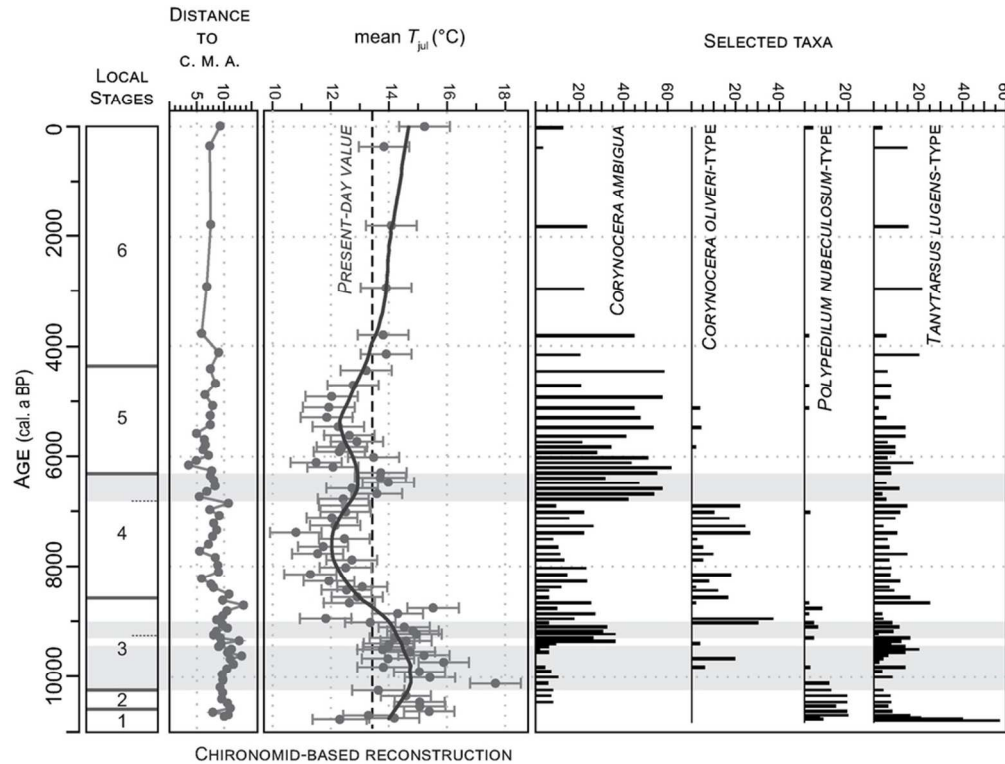 DISTANCE
TO
C. M. A.
mean Tjul (°C)
SELECTED TAXA
LOCAL
STAGES
5 10 10 12 14 16 18 20 40 60 20 40 20 20 40 60
0
2000
4000
6000
8000
10000
AGE (cal. a BP)
6
5
4
3
2
1
PRESENT-DAY VALUE
CORYNOCERA AMBIGUA
CORYNOCERA OLIVERI-TYPE
POLYPEDILUM NUBECULOSUM-TYPE
TANYTARSUS LUGENS-TYPE
CHIRONOMID-BASED RECONSTRUCTION